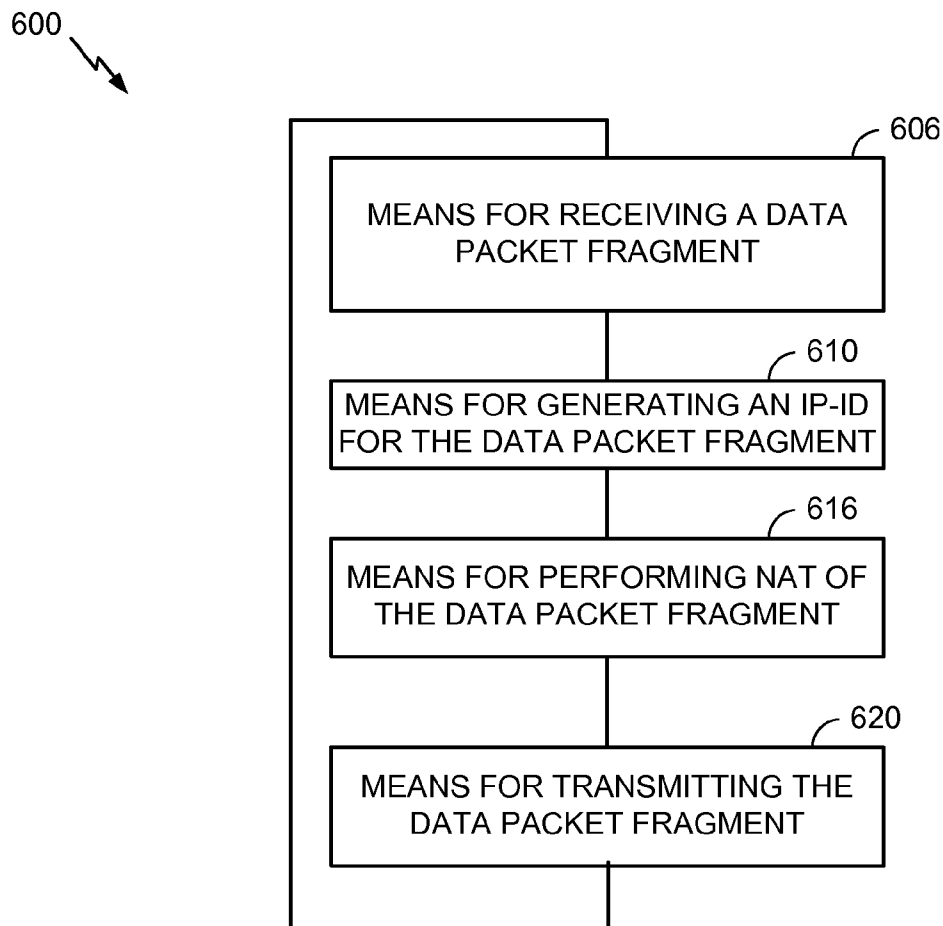 600
606
MEANS FOR RECEIVING A DATA
PACKET FRAGMENT
610
MEANS FOR GENERATING AN IP-ID
FOR THE DATA PACKET FRAGMENT
616
MEANS FOR PERFORMING NAT OF
THE DATA PACKET FRAGMENT
620
MEANS FOR TRANSMITTING THE
DATA PACKET FRAGMENT